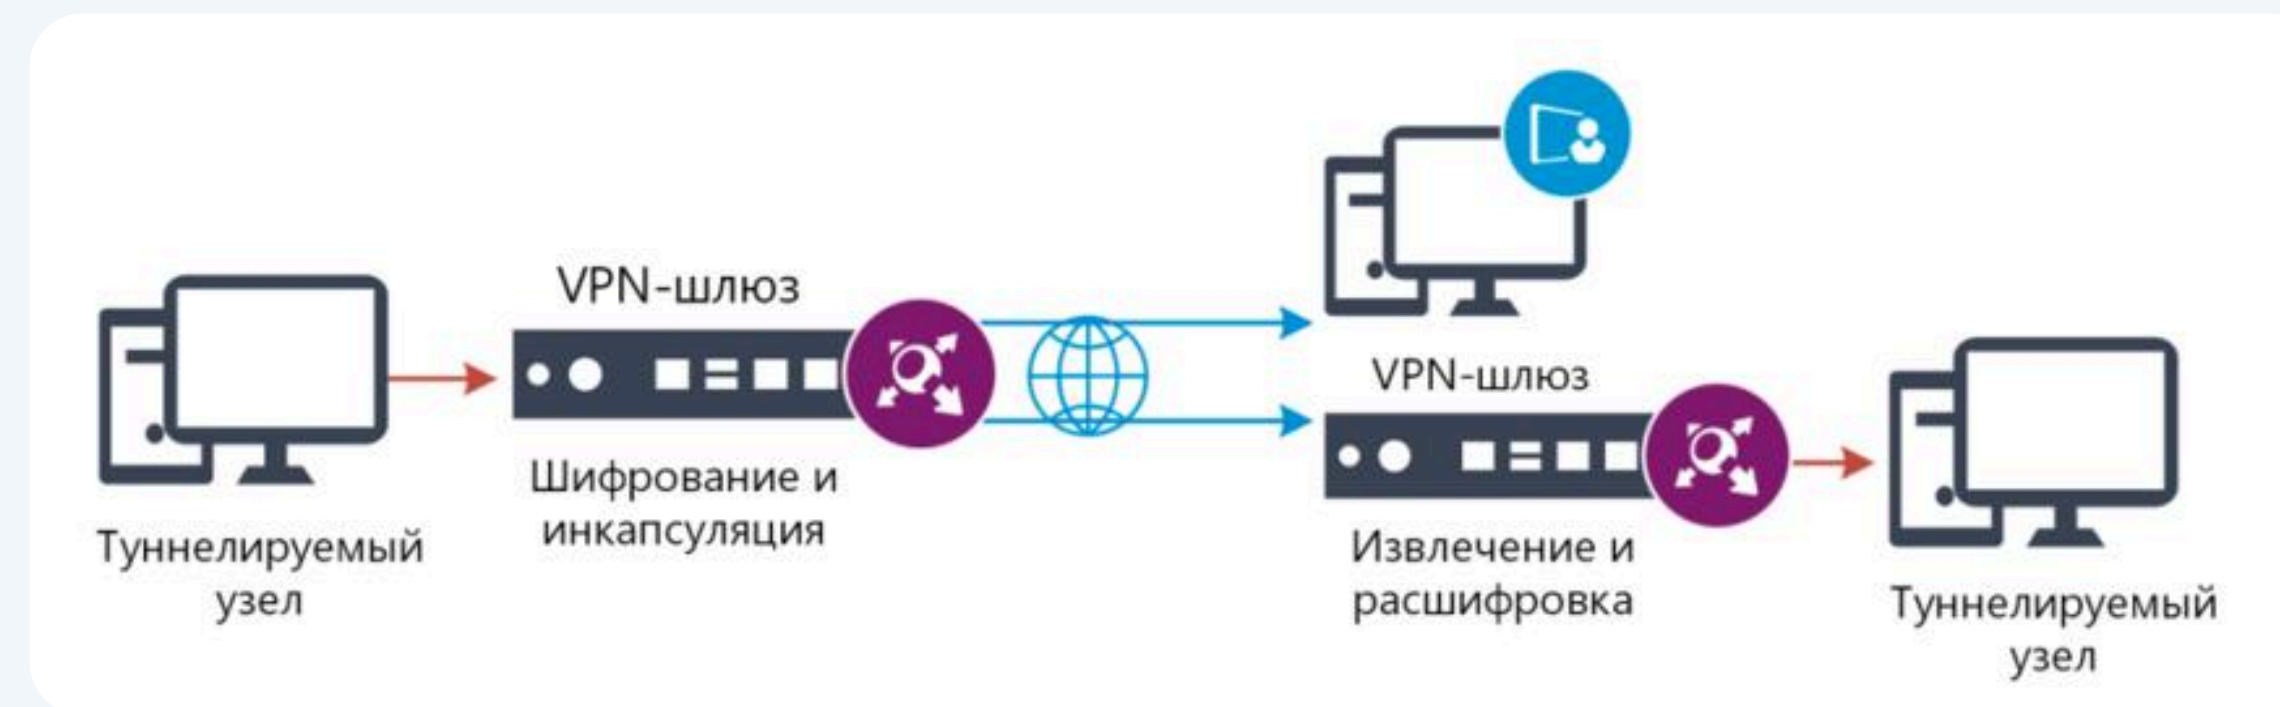 VPN-шлюз
Шифрование и
инкапсуляция
Туннелируемый
узел
VPN-шлюз
Извлечение и
расшифровка
Туннелируемый
узел